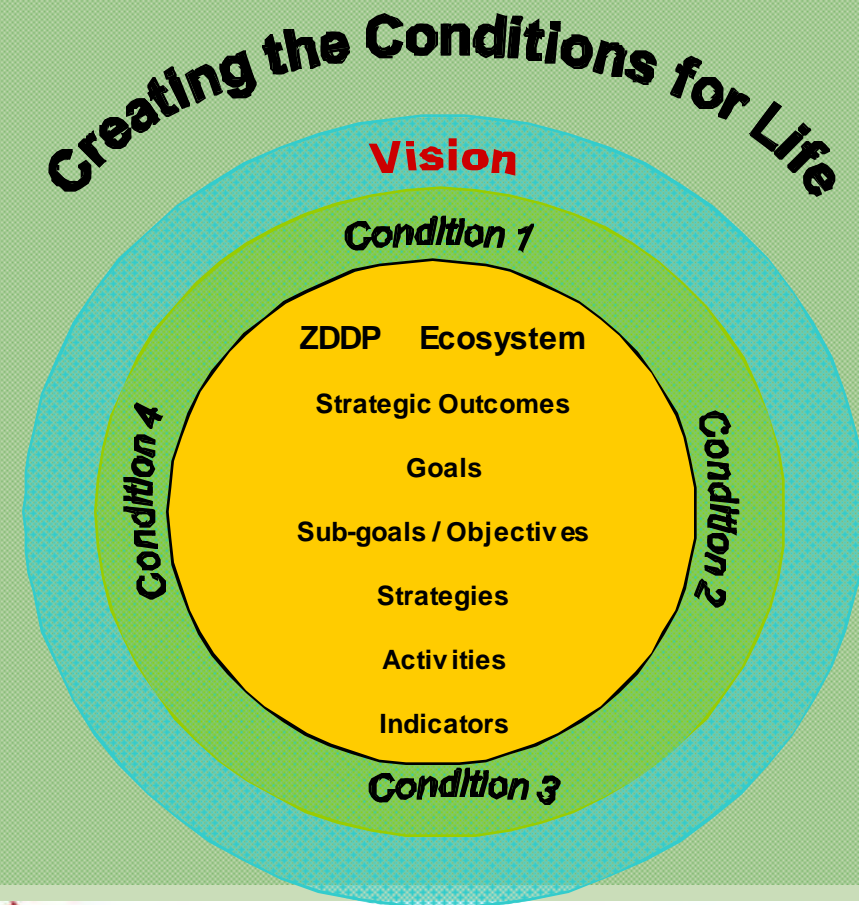 Creating the Conditions for Life
Vision
Condition 1
ZDDP Ecosystem
Strategic Outcomes
Goals
Sub-goals / Objectives
Strategies
Activities
Indicators
Condition 4
Condition 2
Condition 3